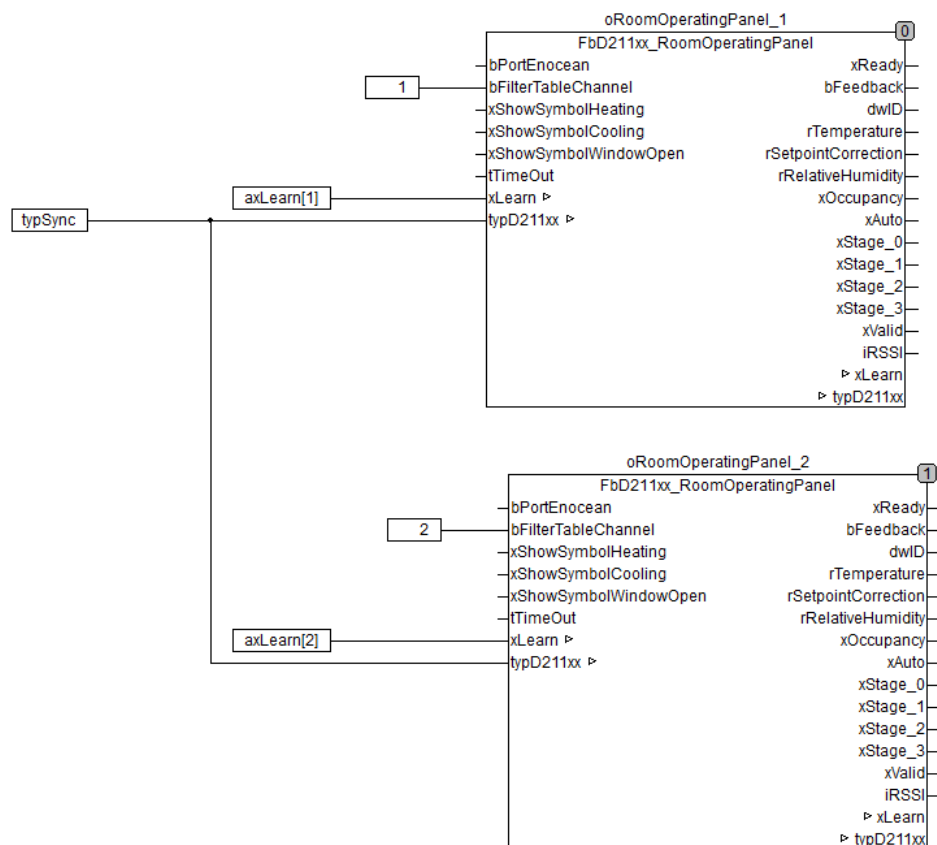 oRoomOperatingPanel_1
0
FbD211xx_RoomOperatingPanel
bPortEnocean xReady
1 bFilterTableChannel bFeedback
xShowSymbolHeating dwID
xShowSymbolCooling rTemperature
xShowSymbolWindowOpen rSetpointCorrection
tTimeOut rRelativeHumidity
axLearn[1] xLearn xOccupancy
typSync typD211xx xAuto
xStage_0
xStage_1
xStage_2
xStage_3
xValid
iRSSI
xLearn
typD211xx
oRoomOperatingPanel_2
1
FbD211xx_RoomOperatingPanel
bPortEnocean xReady
2 bFilterTableChannel bFeedback
xShowSymbolHeating dwID
xShowSymbolCooling rTemperature
xShowSymbolWindowOpen rSetpointCorrection
tTimeOut rRelativeHumidity
axLearn[2] xLearn xOccupancy
typD211xx xAuto
xStage_0
xStage_1
xStage_2
xStage_3
xValid
iRSSI
xLearn
typD211xx